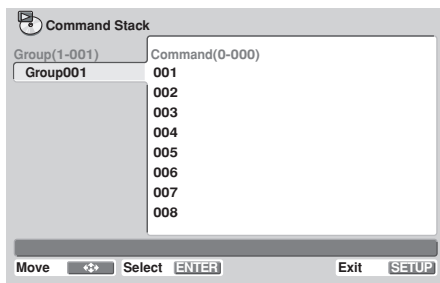 Command Stack
Group(1-001) Command(0-000)
Group001 001
002
003
004
005
006
007
008
Move Select ENTER Exit SETUP